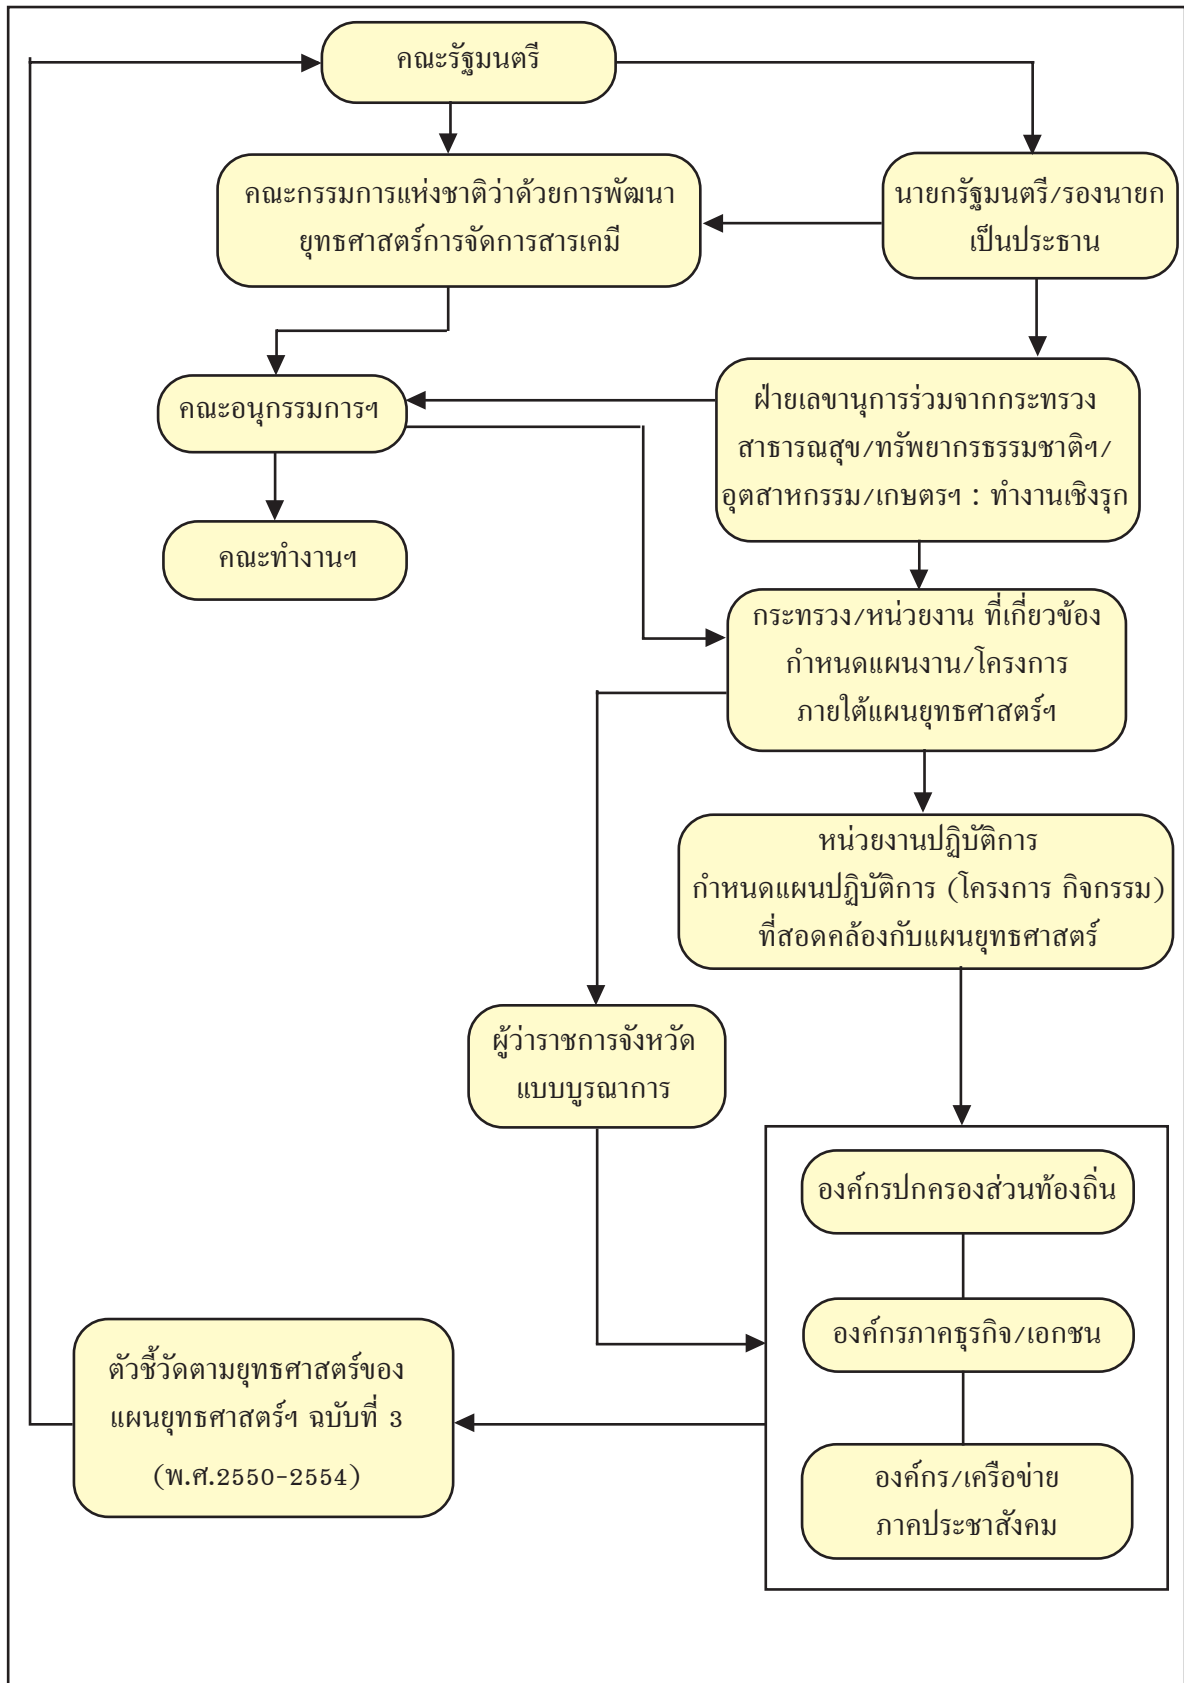 คณะรัฐมนตรี
คณะกรรมการแห่งชาติว่าด้วยการพัฒนา
ยุทธศาสตร์การจัดการสารเคมี
นายกรัฐมนตรี/รองนายก
เป็นประธาน
คณะอนุกรรมการฯ
ฝ่ายเลขานุการร่วมจากกระทรวง
สาธารณสุข/ทรัพยากรธรรมชาติฯ/
อุตสาหกรรม/เกษตรฯ : ทำงานเชิงรุก
คณะทำงานฯ
กระทรวง/หน่วยงาน ที่เกี่ยวข้อง
กำหนดแผนงาน/โครงการ
ภายใต้แผนยุทธศาสตร์ฯ
หน่วยงานปฏิบัติการ
กำหนดแผนปฏิบัติการ (โครงการ กิจกรรม)
ที่สอดคล้องกับแผนยุทธศาสตร์
ผู้ว่าราชการจังหวัด
แบบบูรณาการ
องค์กรปกครองส่วนท้องถิ่น
องค์กรภาคธุรกิจ/เอกชน
องค์กร/เครือข่าย
ภาคประชาสังคม
ตัวชี้วัดตามยุทธศาสตร์ของ
แผนยุทธศาสตร์ฯ ฉบับที่ 3
(พ.ศ.2550-2554)